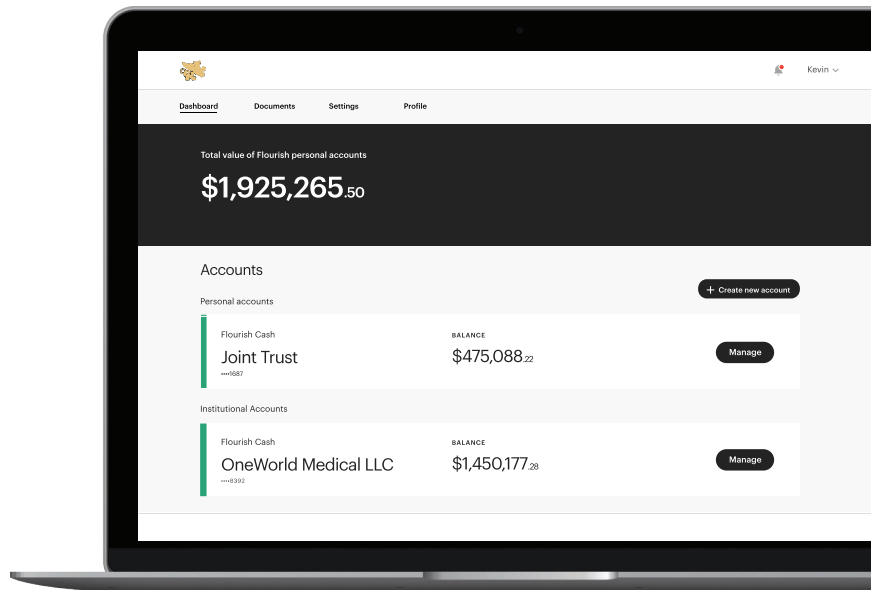 Kevin
Dashboard Documents Settings Profile
Total value of Flourish personal accounts
$1,925,265.50
Accounts
+ Create new account
Personal accounts
Flourish Cash
BALANCE
Joint Trust
$475,088.22
Manage
••••1687
Institutional Accounts
Flourish Cash
BALANCE
OneWorld Medical LLC
$1,450,177.28
Manage
••••8392